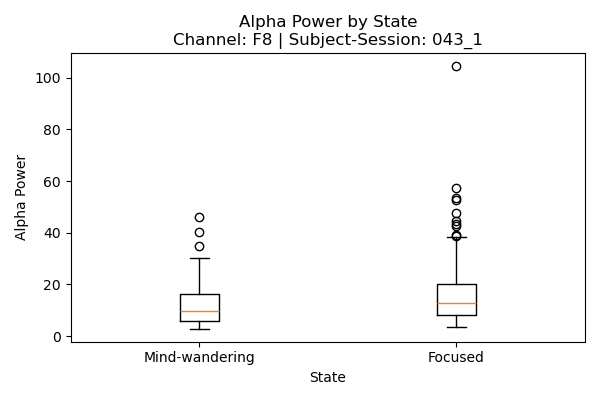 Alpha Power by State
Channel: F8 | Subject-Session: 043_1
Alpha Power
100
80
60
40
20
0
Mind-wandering
Focused
State